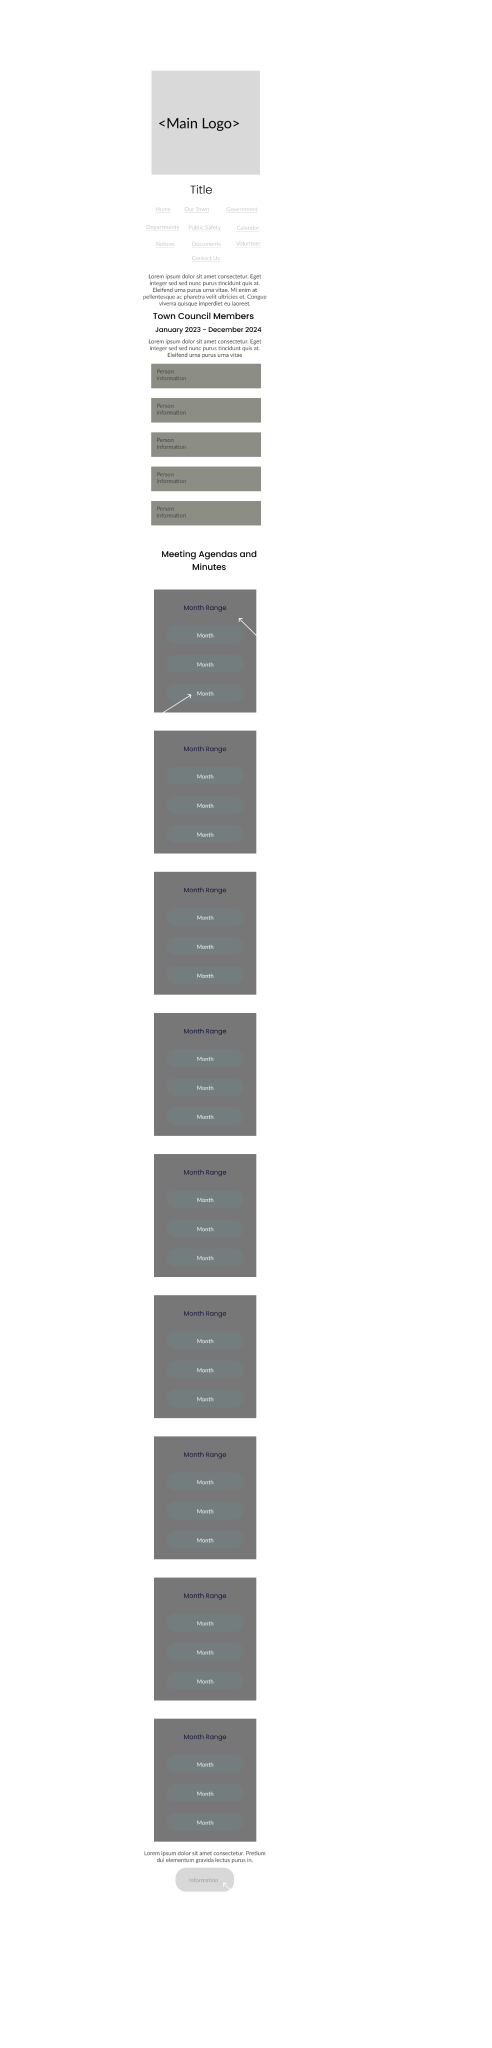 <Main Logo>
Title
Home Our Town Government
Departments Public Safety Calendar
Notices Documents Volunteer
Contact Us
Lorem ipsum dolor sit amet consectetur. Eget
integer sed sed nunc purus tincidunt quis at.
Eleifend urna purus urna vitae. Mi enim at
pellentesque ac pharetra velit ultricies et. Congue
viverra quisque imperdiet eu laoreet.
Town Council Members
January 2023 - December 2024
Lorem ipsum dolor sit amet consectetur. Eget
integer sed sed nunc purus tincidunt quis at.
Eleifend urna purus urna vitae
Person
Information
Person
Information
Person
Information
Person
Information
Person
Information
Meeting Agendas and
Minutes
Month Range
Month
Month
Month
Month Range
Month
Month
Month
Month Range
Month
Month
Month
Month Range
Month
Month
Month
Month Range
Month
Month
Month
Month Range
Month
Month
Month
Month Range
Month
Month
Month
Month Range
Month
Month
Month
Month Range
Month
Month
Month
Lorem ipsum dolor sit amet consectetur. Pretium
dui elementum gravida lectus purus in.
Information